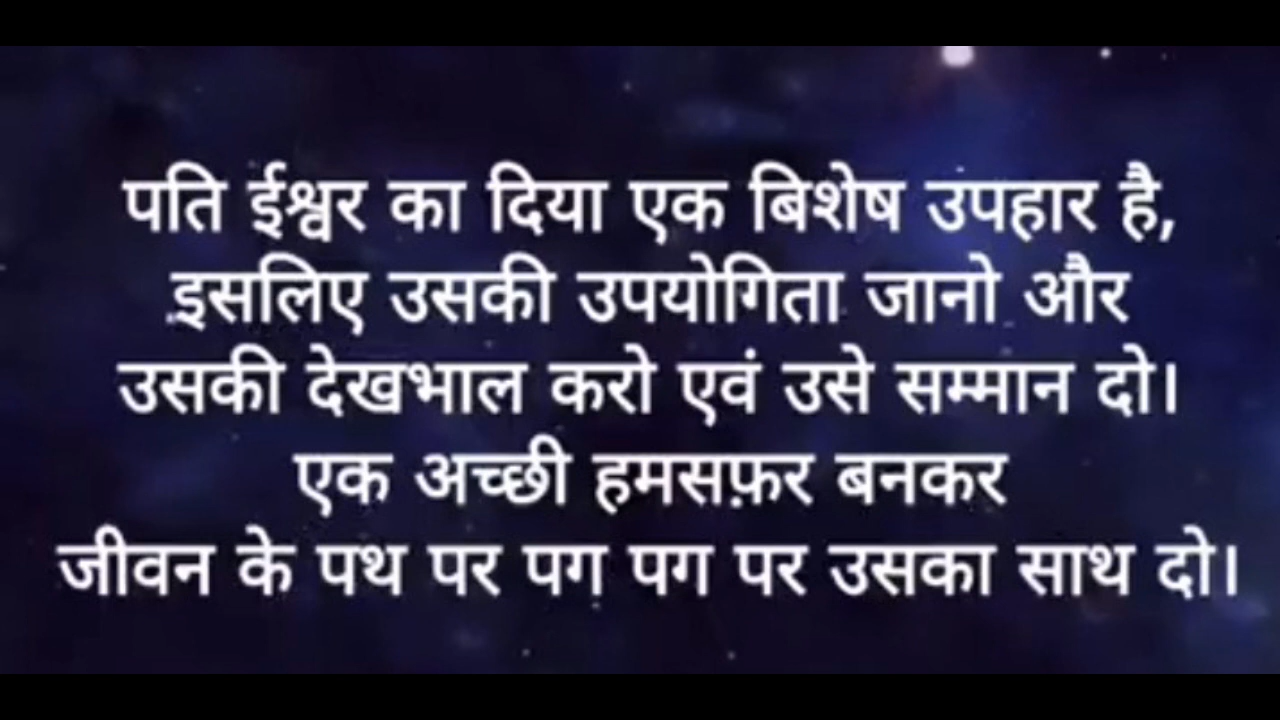 पति ईश्वर का दिया एक बिशेष उपहार है,
इसलिए उसकी उपयोगिता जानो और
उसकी देखभाल करो एवं उसे सम्मान दो।
एक अच्छी हमसफ़र बनकर
जीवन के पथ पर पग पग पर उसका साथ दो।